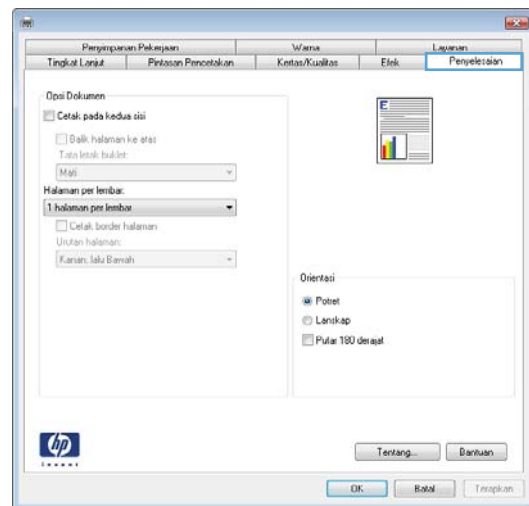 Penyimpanan Pekerjaan Warna Layanan
Tingkat Lanjut Pintasan Pencetakan Kertas/Kualitas Efek Penyelesaian
Opsi Dokumen
Cetak pada kedua sisi
Balik halaman ke atas
Tata letak buklet:
Mati
Halaman per lembar:
1 halaman per lembar
Cetak border halaman
Urutan halaman:
Kanan, lalu Bawah
E
Orientasi
Potret
Lanskap
Putar 180 derajat
hp
invent
Tentang... Bantuan
OK Batal Terapkan